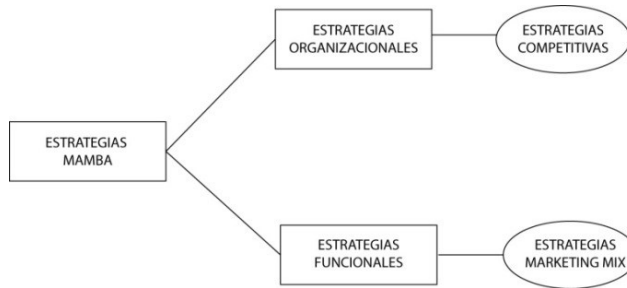 ESTRATEGIAS
ORGANIZACIONALES
ESTRATEGIAS
COMPETITIVAS
ESTRATEGIAS
MAMBA
ESTRATEGIAS
FUNCIONALES
ESTRATEGIAS
MARKETING MIX